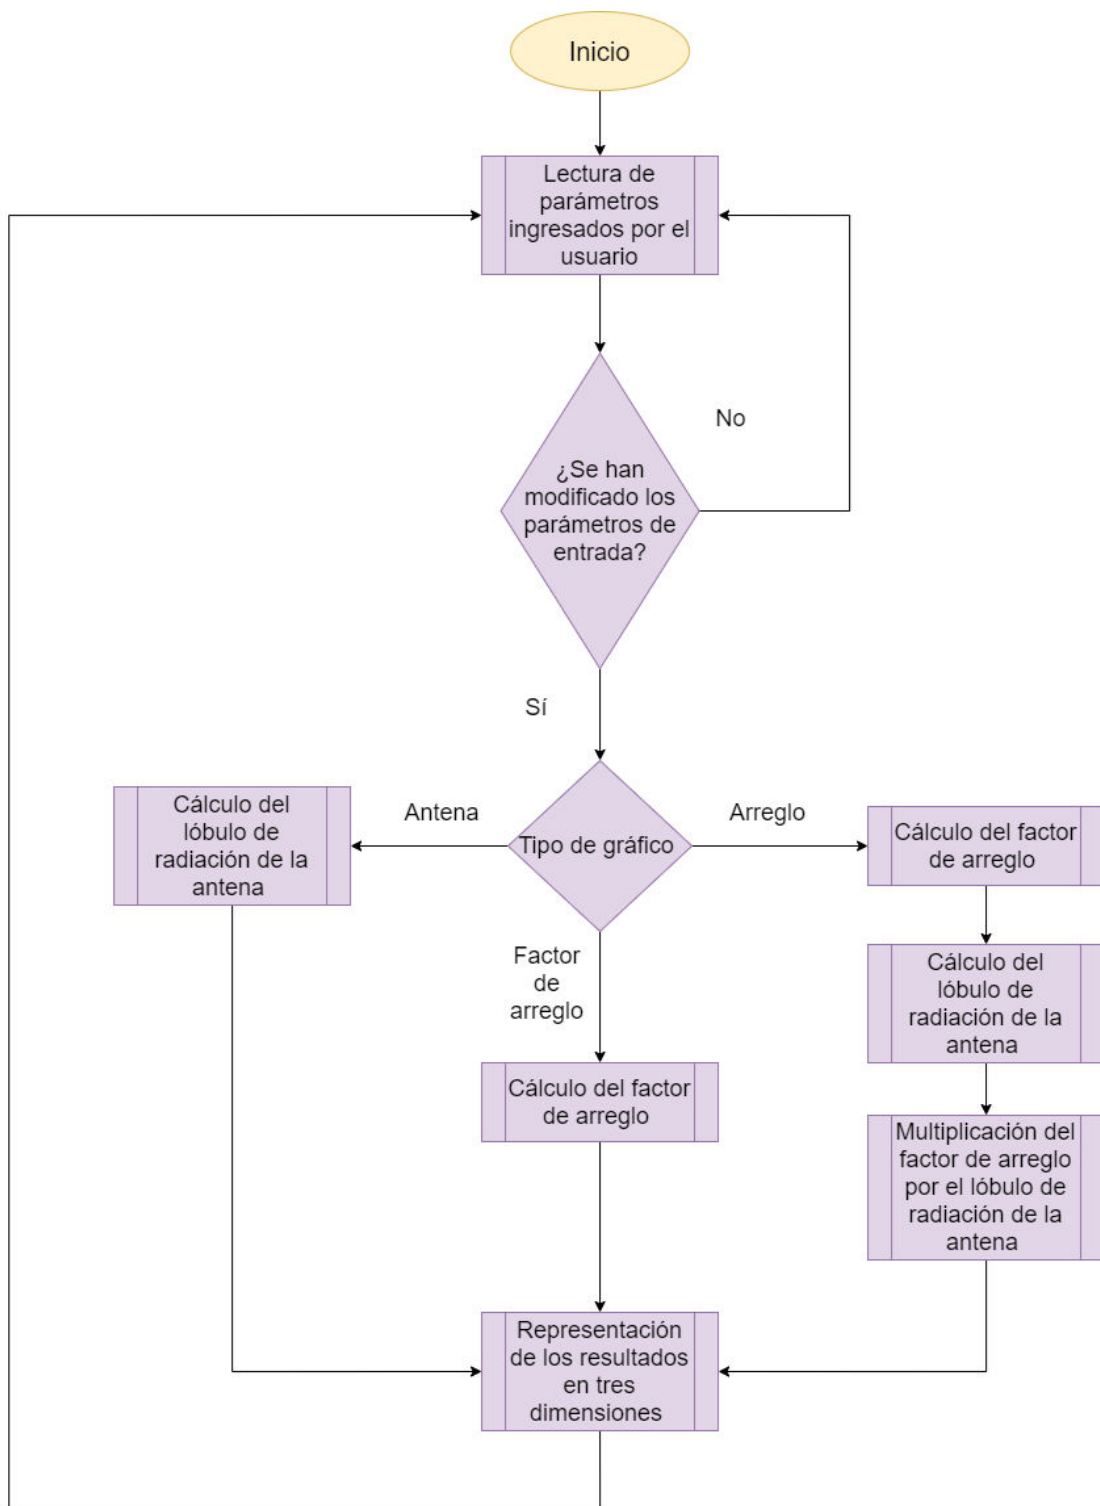 Inicio
Lectura de
parámetros
ingresados por el
usuario
No
¿Se han
modificado los
parámetros de
entrada?
Sí
Cálculo del
lóbulo de
radiación de la
antena
Antena
Tipo de gráfico
Arreglo
Cálculo del factor
de arreglo
Factor
de
arreglo
Cálculo del
lóbulo de
radiación de la
antena
Cálculo del factor
de arreglo
Multiplicación del
factor de arreglo
por el lóbulo de
radiación de la
antena
Representación
de los resultados
en tres
dimensiones